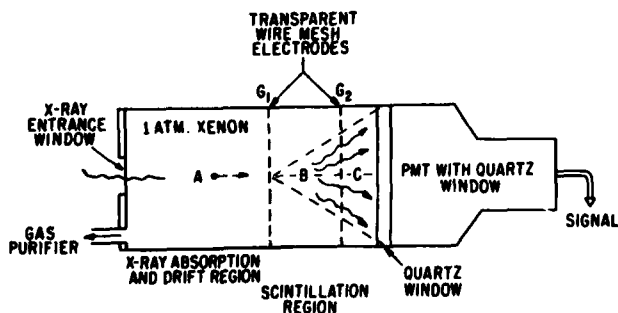 TRANSPARENT
WIRE MESH
ELECTRODES
X-RAY
ENTRANCE
WINDOW
1 ATM. XENON
G1
G2
A
B
C
PMT WITH QUARTZ
WINDOW
SIGNAL
GAS
PURIFIER
X-RAY ABSORPTION
AND DRIFT REGION
SCINTILLATION
REGION
QUARTZ
WINDOW